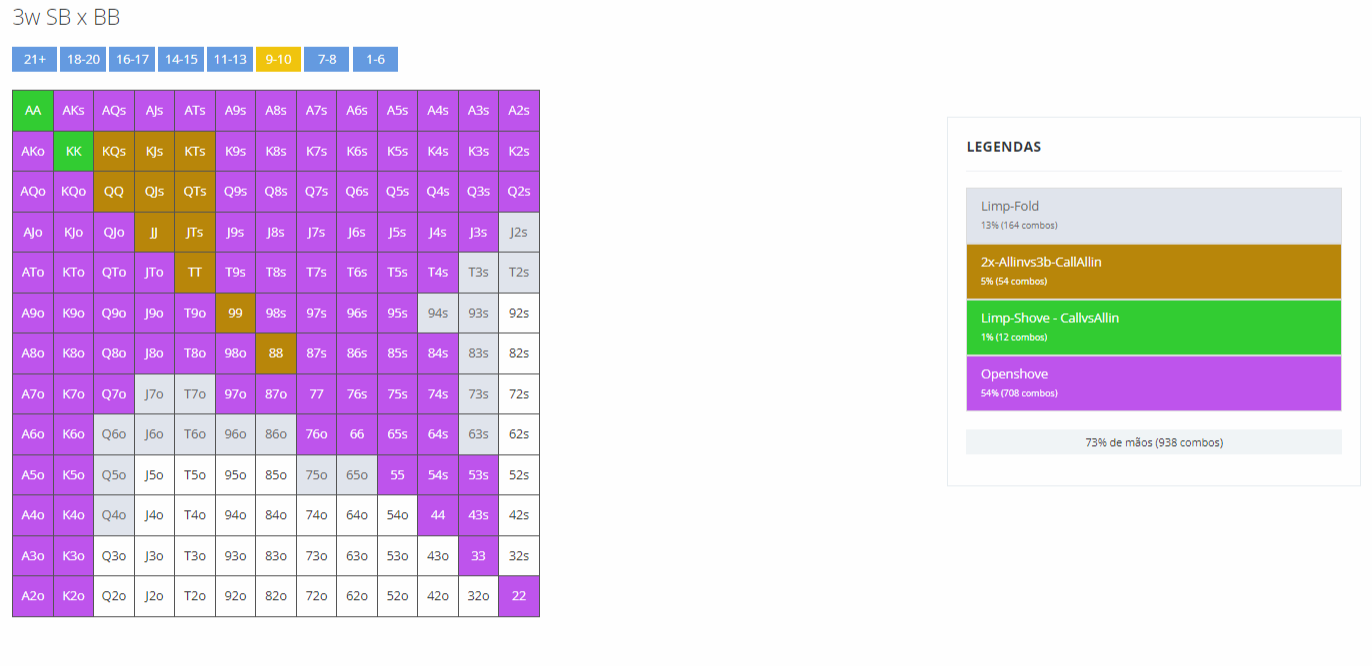 3w SB x BB
21+ 18-20 16-17 14-15 11-13 9-10 7-8 1-6
AA AKs AQs AJs ATs A9s A8s A7s A6s A5s A4s A3s A2s
AKo KK KQs KJs KTs K9s K8s K7s K6s K5s K4s K3s K2s
AQo KQo QQ QJs QTs Q9s Q8s Q7s Q6s Q5s Q4s Q3s Q2s
AJo KJo QJo JJ JTs J9s J8s J7s J6s J5s J4s J3s J2s
ATo KTo QTo JTo TT T9s T8s T7s T6s T5s T4s T3s T2s
A9o K9o Q9o J9o T9o 99 98s 97s 96s 95s 94s 93s 92s
A8o K8o Q8o J8o T8o 98o 88 87s 86s 85s 84s 83s 82s
A7o K7o Q7o J7o T7o 97o 87o 77 76s 75s 74s 73s 72s
A6o K6o Q6o J6o T6o 96o 86o 76o 66 65s 64s 63s 62s
A5o K5o Q5o J5o T5o 95o 85o 75o 65o 55 54s 53s 52s
A4o K4o Q4o J4o T4o 94o 84o 74o 64o 54o 44 43s 42s
A3o K3o Q3o J3o T3o 93o 83o 73o 63o 53o 43o 33 32s
A2o K2o Q2o J2o T2o 92o 82o 72o 62o 52o 42o 32o 22
LEGENDAS
Limp-Fold
13% (164 combos)
2x-Allinvs3b-CallAllin
5% (54 combos)
Limp-Shove - CallvsAllin
1% (12 combos)
Openshove
54% (708 combos)
73% de mãos (938 combos)